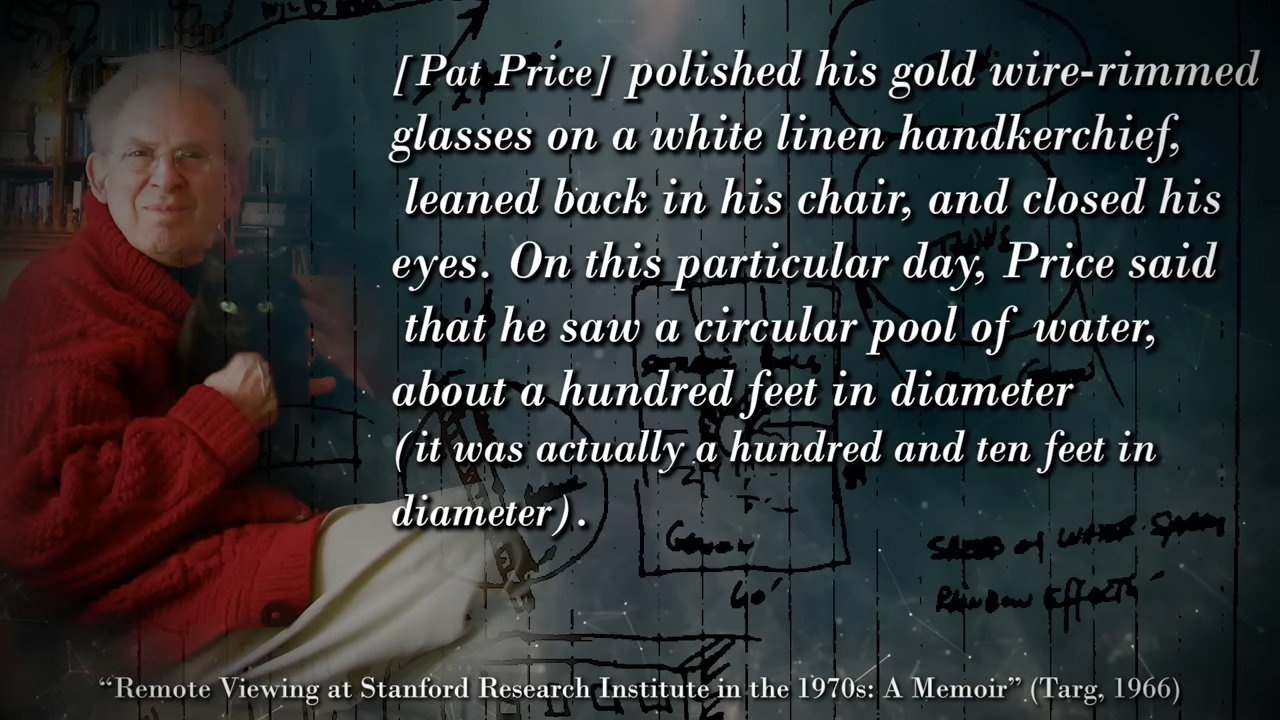 [Pat Price] polished his gold wire-rimmed
glasses on a white linen handkerchief,
leaned back in his chair, and closed his
eyes. On this particular day, Price said
that he saw a circular pool of water,
about a hundred feet in diameter
(it was actually a hundred and ten feet in
diameter).
60'
“Remote Viewing at Stanford Research Institute in the 1970s: A Memoir” (Targ, 1966)